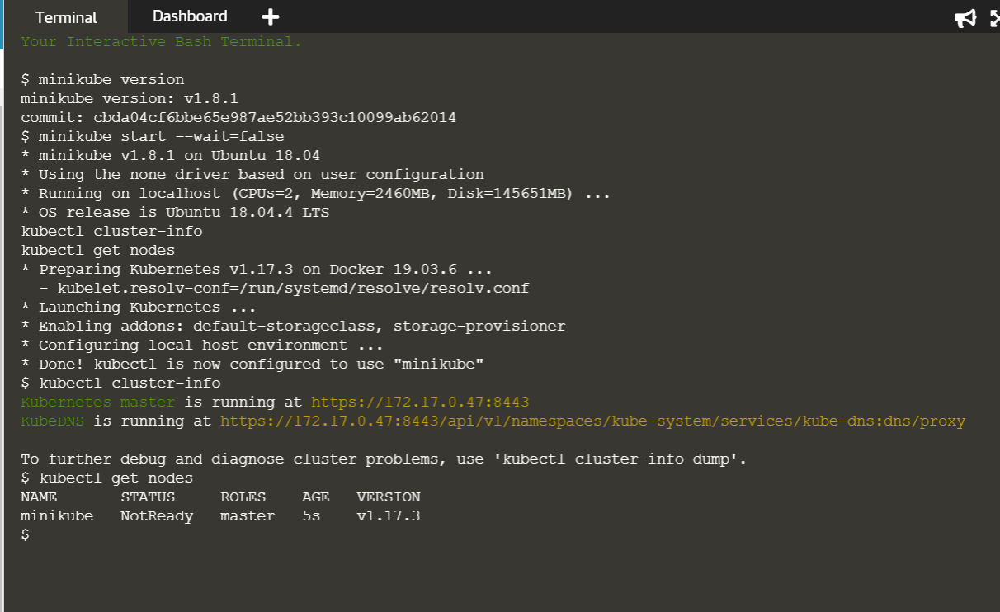 Terminal Dashboard +
Your Interactive Bash Terminal.
$ minikube version
minikube version: v1.8.1
commit: cbda04cf6bbe65e987ae52bb393c10099ab62014
$ minikube start --wait=false
* minikube v1.8.1 on Ubuntu 18.04
* Using the none driver based on user configuration
* Running on localhost (CPUs=2, Memory=2460MB, Disk=145651MB) ...
* OS release is Ubuntu 18.04.4 LTS
kubectl cluster-info
kubectl get nodes
* Preparing Kubernetes v1.17.3 on Docker 19.03.6 ...
  - kubelet.resolv-conf=/run/systemd/resolve/resolv.conf
* Launching Kubernetes ...
* Enabling addons: default-storageclass, storage-provisioner
* Configuring local host environment ...
* Done! kubectl is now configured to use "minikube"
$ kubectl cluster-info
Kubernetes master is running at https://172.17.0.47:8443
KubeDNS is running at https://172.17.0.47:8443/api/v1/namespaces/kube-system/services/kube-dns:dns/proxy
To further debug and diagnose cluster problems, use 'kubectl cluster-info dump'.
$ kubectl get nodes
NAME       STATUS     ROLES    AGE   VERSION
minikube   NotReady   master   5s    v1.17.3
$